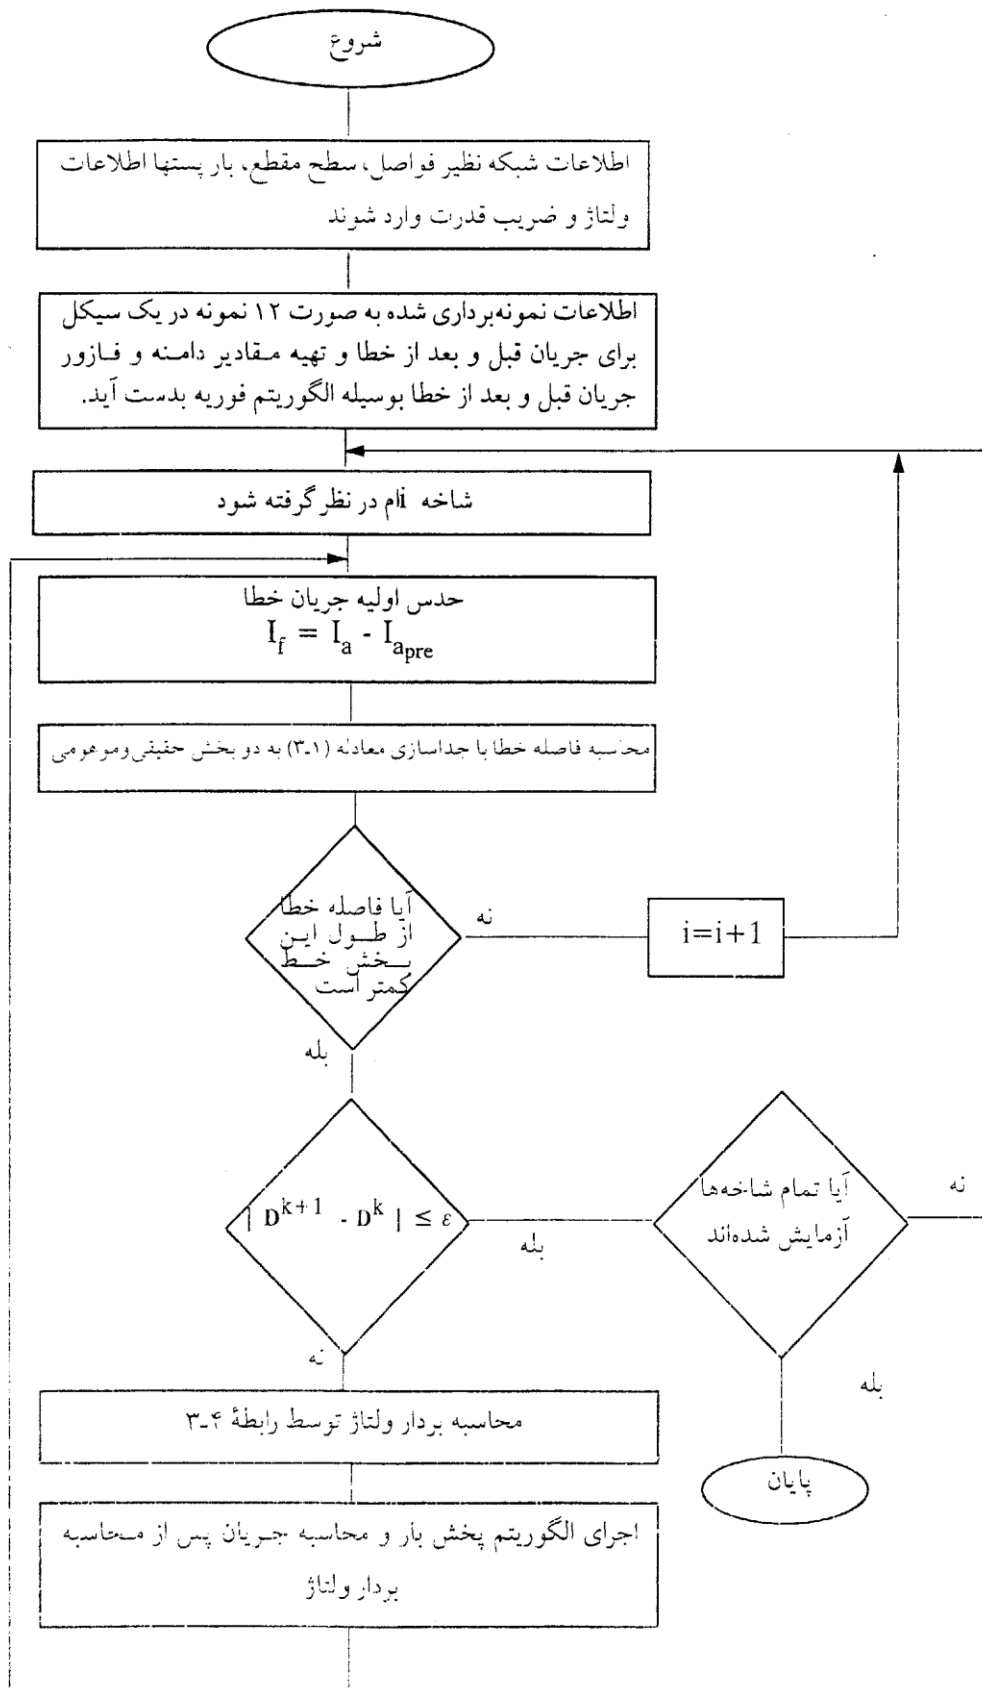 شروع
اطلاعات شبکه نظیر فواصل، سطح مقطع، بار پستها اطلاعات
ولتاژ و ضریب قدرت وارد شوند
اطلاعات نمونه‌برداری شده به صورت ۱۲ نمونه در یک سیکل
برای جریان قبل و بعد از خطا و تهیه مقادیر دامنه و فازور
جریان قبل و بعد از خطا بوسیله الگوریتم فوریه بدست آید.
شاخه iام در نظر گرفته شود
حدس اولیه جریان خطا
I_f = I_a - I_{a_{pre}}
محاسبه فاصله خطا با جداسازی معادله (۳-۱) به دو بخش حقیقی و موهومی
آیا فاصله خطا
از طول این
بخش خط
کمتر است
نه
i=i+1
بله
| D^{k+1} - D^k | ≤ ε
بله
آیا تمام شاخه‌ها
آزمایش شده‌اند
نه
نه
بله
محاسبه بردار ولتاژ توسط رابطهٔ ۴-۳
پایان
اجرای الگوریتم پخش بار و محاسبه جریان پس از محاسبه
بردار ولتاژ